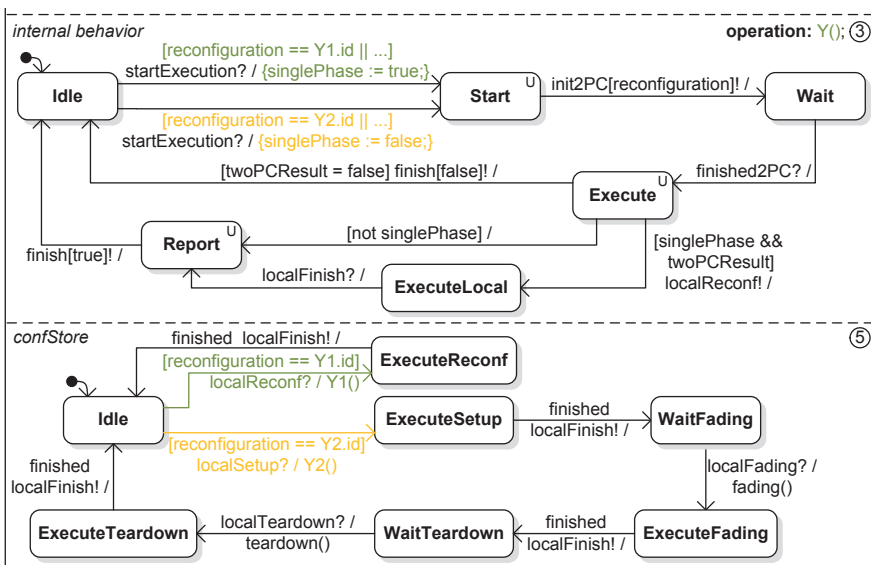 internal behavior
operation: Y(); 3
[reconfiguration == Y1.id || ...]
startExecution? / {singlePhase := true;}
Idle
Start
U
init2PC[reconfiguration]! /
Wait
[reconfiguration == Y2.id || ...]
startExecution? / {singlePhase := false;}
[twoPCResult = false] finish[false]! /
finished2PC? /
Execute
U
Report
U
[not singlePhase] /
finish[true]! /
[singlePhase &&
twoPCResult]
localReconf! /
localFinish? /
ExecuteLocal
confStore
5
finished localFinish! /
ExecuteReconf
[reconfiguration == Y1.id]
localReconf? / Y1()
Idle
ExecuteSetup
finished
localFinish! /
WaitFading
[reconfiguration == Y2.id]
localSetup? / Y2()
finished
localFinish! /
localFading? /
fading()
ExecuteTeardown
localTeardown? /
teardown()
WaitTeardown
finished
localFinish! /
ExecuteFading